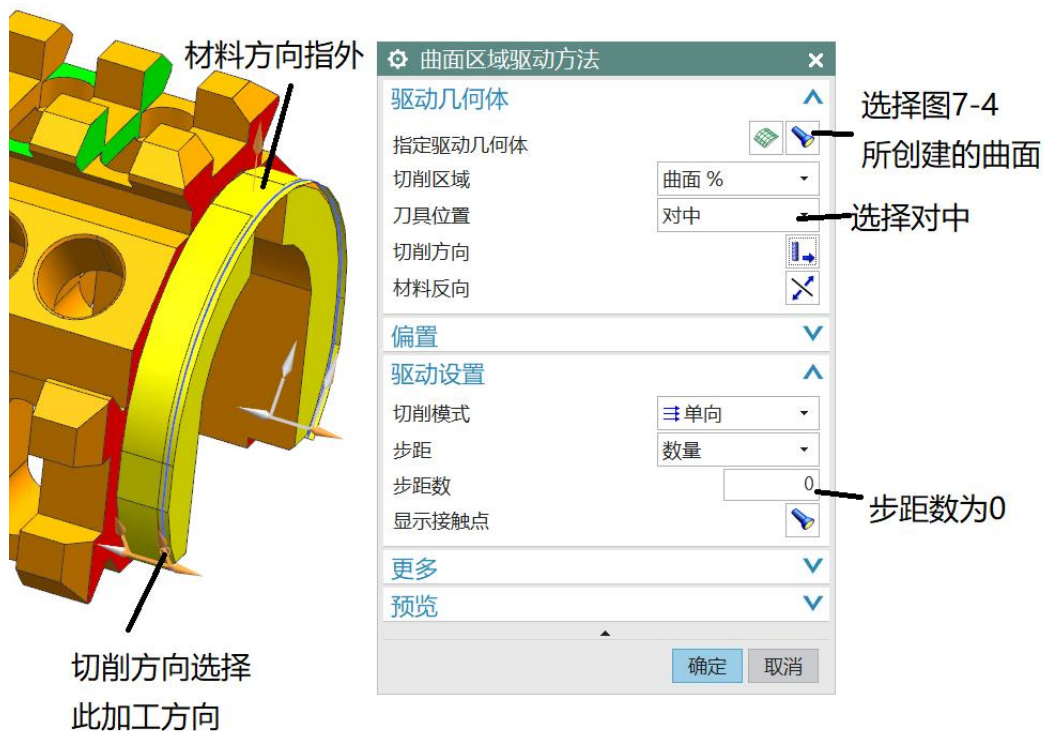 材料方向指外
曲面区域驱动方法
驱动几何体
指定驱动几何体
切削区域
曲面 %
刀具位置
对中
切削方向
材料反向
偏置
驱动设置
切削模式
单向
步距
数量
步距数
0
显示接触点
更多
预览
确定
取消
选择图7-4
所创建的曲面
选择对中
步距数为0
切削方向选择
此加工方向